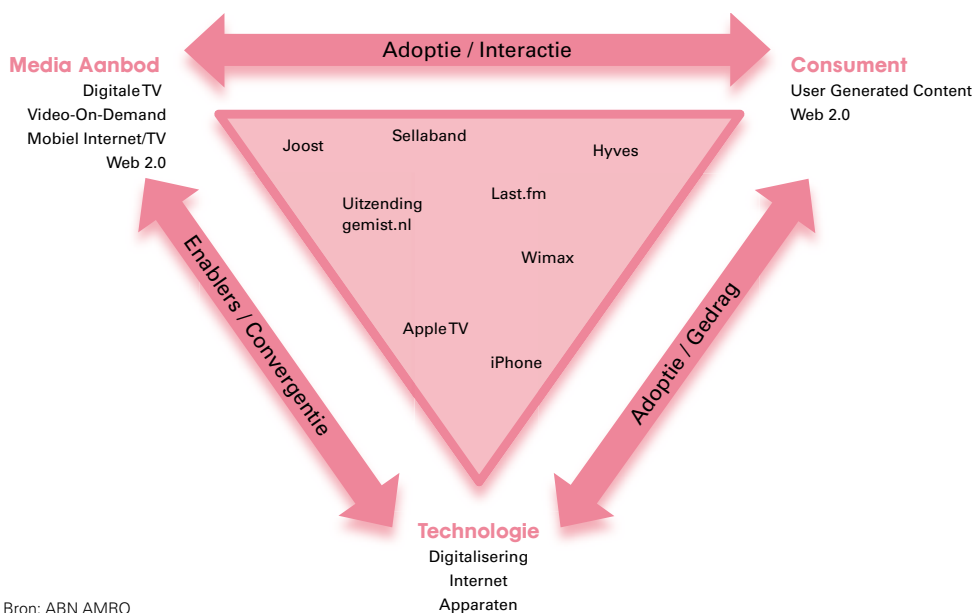 Adoptie / Interactie
Media Aanbod
Digitale TV
Video-On-Demand
Mobiel Internet/TV
Web 2.0
Consument
User Generated Content
Web 2.0
Joost
Sellaband
Hyves
Uitzending
gemist.nl
Last.fm
Wimax
Apple TV
iPhone
Enablers / Convergentie
Adoptie / Gedrag
Technologie
Digitalisering
Internet
Apparaten
Bron: ABN AMRO